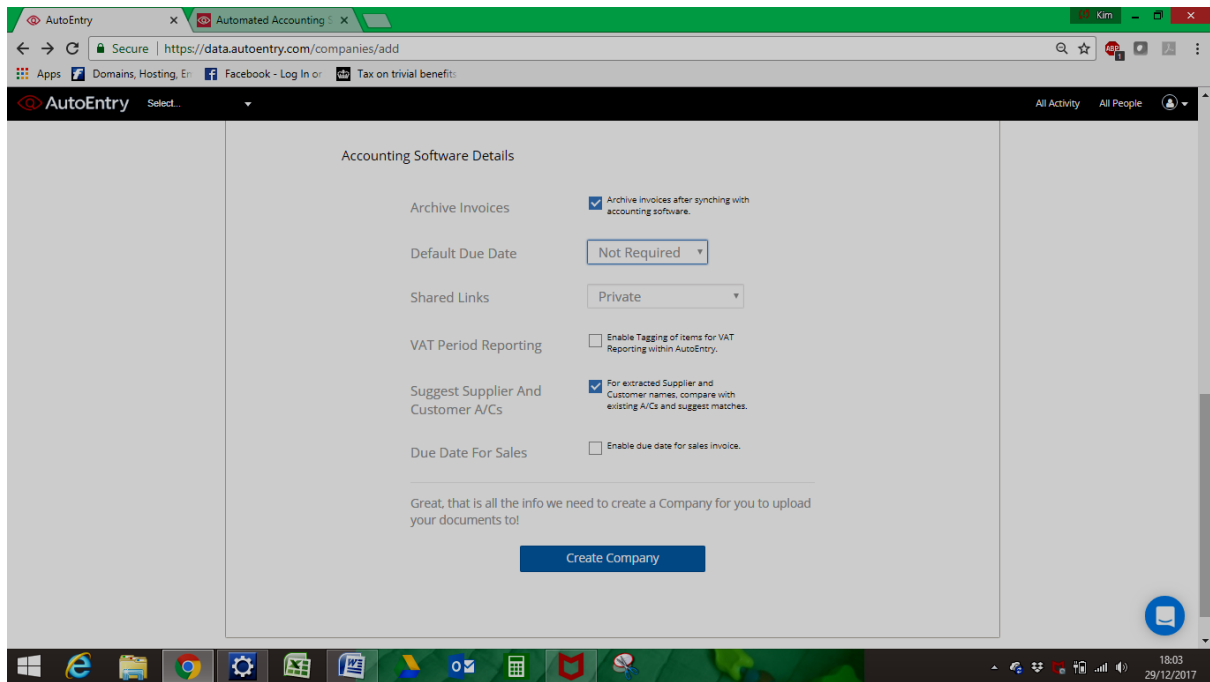 AutoEntry
Automated Accounting S
Kim
Secure | https://data.autoentry.com/companies/add
ABP
1
Apps
Domains, Hosting, En
Facebook - Log In or
Tax on trivial benefits
AutoEntry
Select...
All Activity
All People
Accounting Software Details
Archive Invoices
Archive invoices after synching with
accounting software.
Default Due Date
Not Required
Shared Links
Private
VAT Period Reporting
Enable Tagging of items for VAT
Reporting within AutoEntry.
Suggest Supplier And
Customer A/Cs
For extracted Supplier and
Customer names, compare with
existing A/Cs and suggest matches.
Due Date For Sales
Enable due date for sales invoice.
Great, that is all the info we need to create a Company for you to upload
your documents to!
Create Company
18:03
29/12/2017